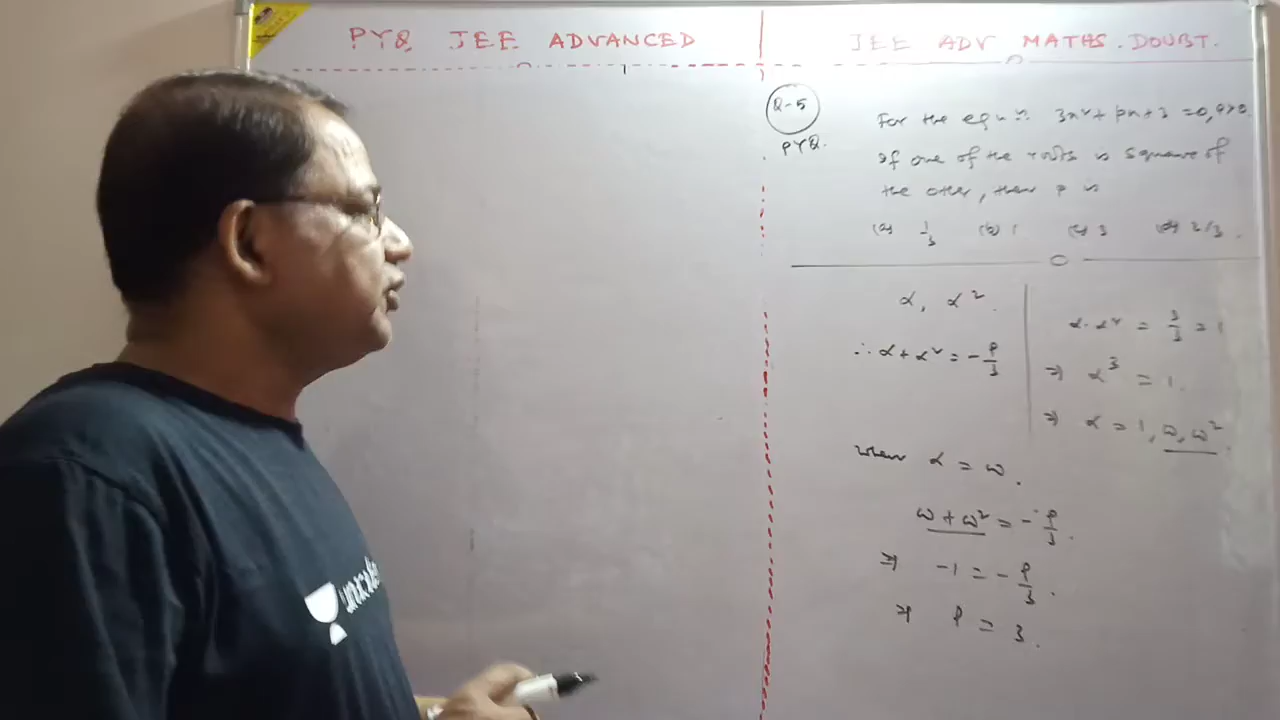 PYQ JEE ADVANCED
JEE ADV MATHS. DOUBT.
Q-5
PYQ.
For the equn: 3x² + px + 3 = 0, p>0
if one of the roots is square of
the other, then p is
(a) 1/3 (b) 1 (c) 3 (d) 2/3.
α, α².
∴ α + α² = -p/3
α·α² = 3/3 = 1
⇒ α³ = 1.
⇒ α = 1, ω, ω²
when α = ω.
ω + ω² = -p/3.
⇒ -1 = -p/3.
⇒ p = 3.